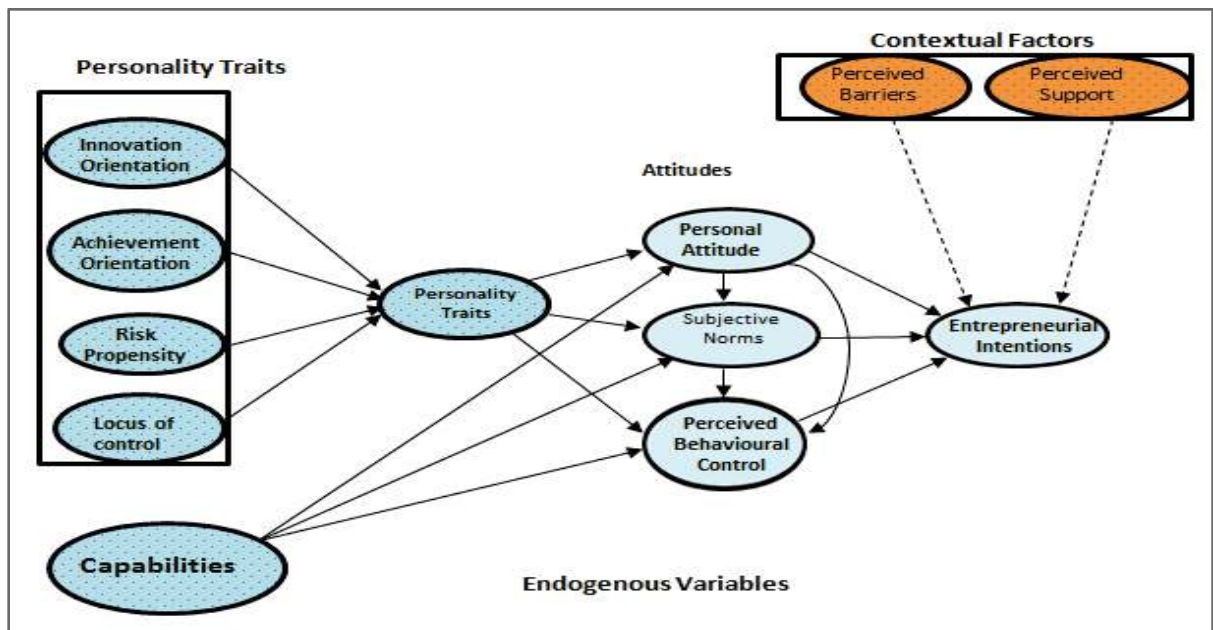 Contextual Factors
Personality Traits
Perceived
Barriers
Perceived
Support
Innovation
Orientation
Achievement
Orientation
Risk
Propensity
Locus of
control
Personality
Traits
Attitudes
Personal
Attitude
Subjective
Norms
Perceived
Behavioural
Control
Entrepreneurial
Intentions
Capabilities
Endogenous Variables